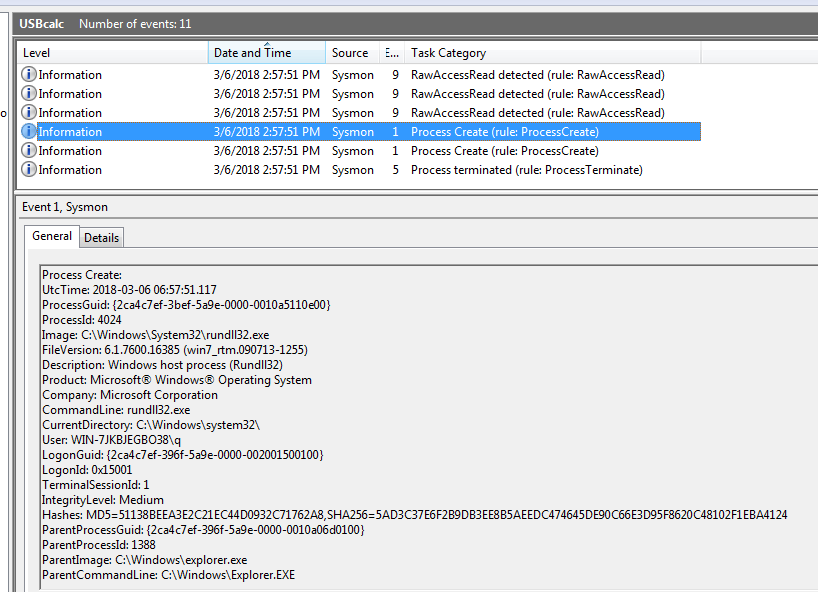 USBcalc Number of events: 11
Level Date and Time Source E... Task Category
Information 3/6/2018 2:57:51 PM Sysmon 9 RawAccessRead detected (rule: RawAccessRead)
Information 3/6/2018 2:57:51 PM Sysmon 9 RawAccessRead detected (rule: RawAccessRead)
Information 3/6/2018 2:57:51 PM Sysmon 9 RawAccessRead detected (rule: RawAccessRead)
Information 3/6/2018 2:57:51 PM Sysmon 1 Process Create (rule: ProcessCreate)
Information 3/6/2018 2:57:51 PM Sysmon 1 Process Create (rule: ProcessCreate)
Information 3/6/2018 2:57:51 PM Sysmon 5 Process terminated (rule: ProcessTerminate)
Event 1, Sysmon
General Details
Process Create:
UtcTime: 2018-03-06 06:57:51.117
ProcessGuid: {2ca4c7ef-3bef-5a9e-0000-0010a5110e00}
ProcessId: 4024
Image: C:\Windows\System32\rundll32.exe
FileVersion: 6.1.7600.16385 (win7_rtm.090713-1255)
Description: Windows host process (Rundll32)
Product: Microsoft® Windows® Operating System
Company: Microsoft Corporation
CommandLine: rundll32.exe
CurrentDirectory: C:\Windows\system32\
User: WIN-7JKBJEGBO38\q
LogonGuid: {2ca4c7ef-396f-5a9e-0000-002001500100}
LogonId: 0x15001
TerminalSessionId: 1
IntegrityLevel: Medium
Hashes: MD5=51138BEEA3E2C21EC44D0932C71762A8,SHA256=5AD3C37E6F2B9DB3EE8B5AEEDC474645DE90C66E3D95F8620C48102F1EBA4124
ParentProcessGuid: {2ca4c7ef-396f-5a9e-0000-0010a06d0100}
ParentProcessId: 1388
ParentImage: C:\Windows\explorer.exe
ParentCommandLine: C:\Windows\Explorer.EXE